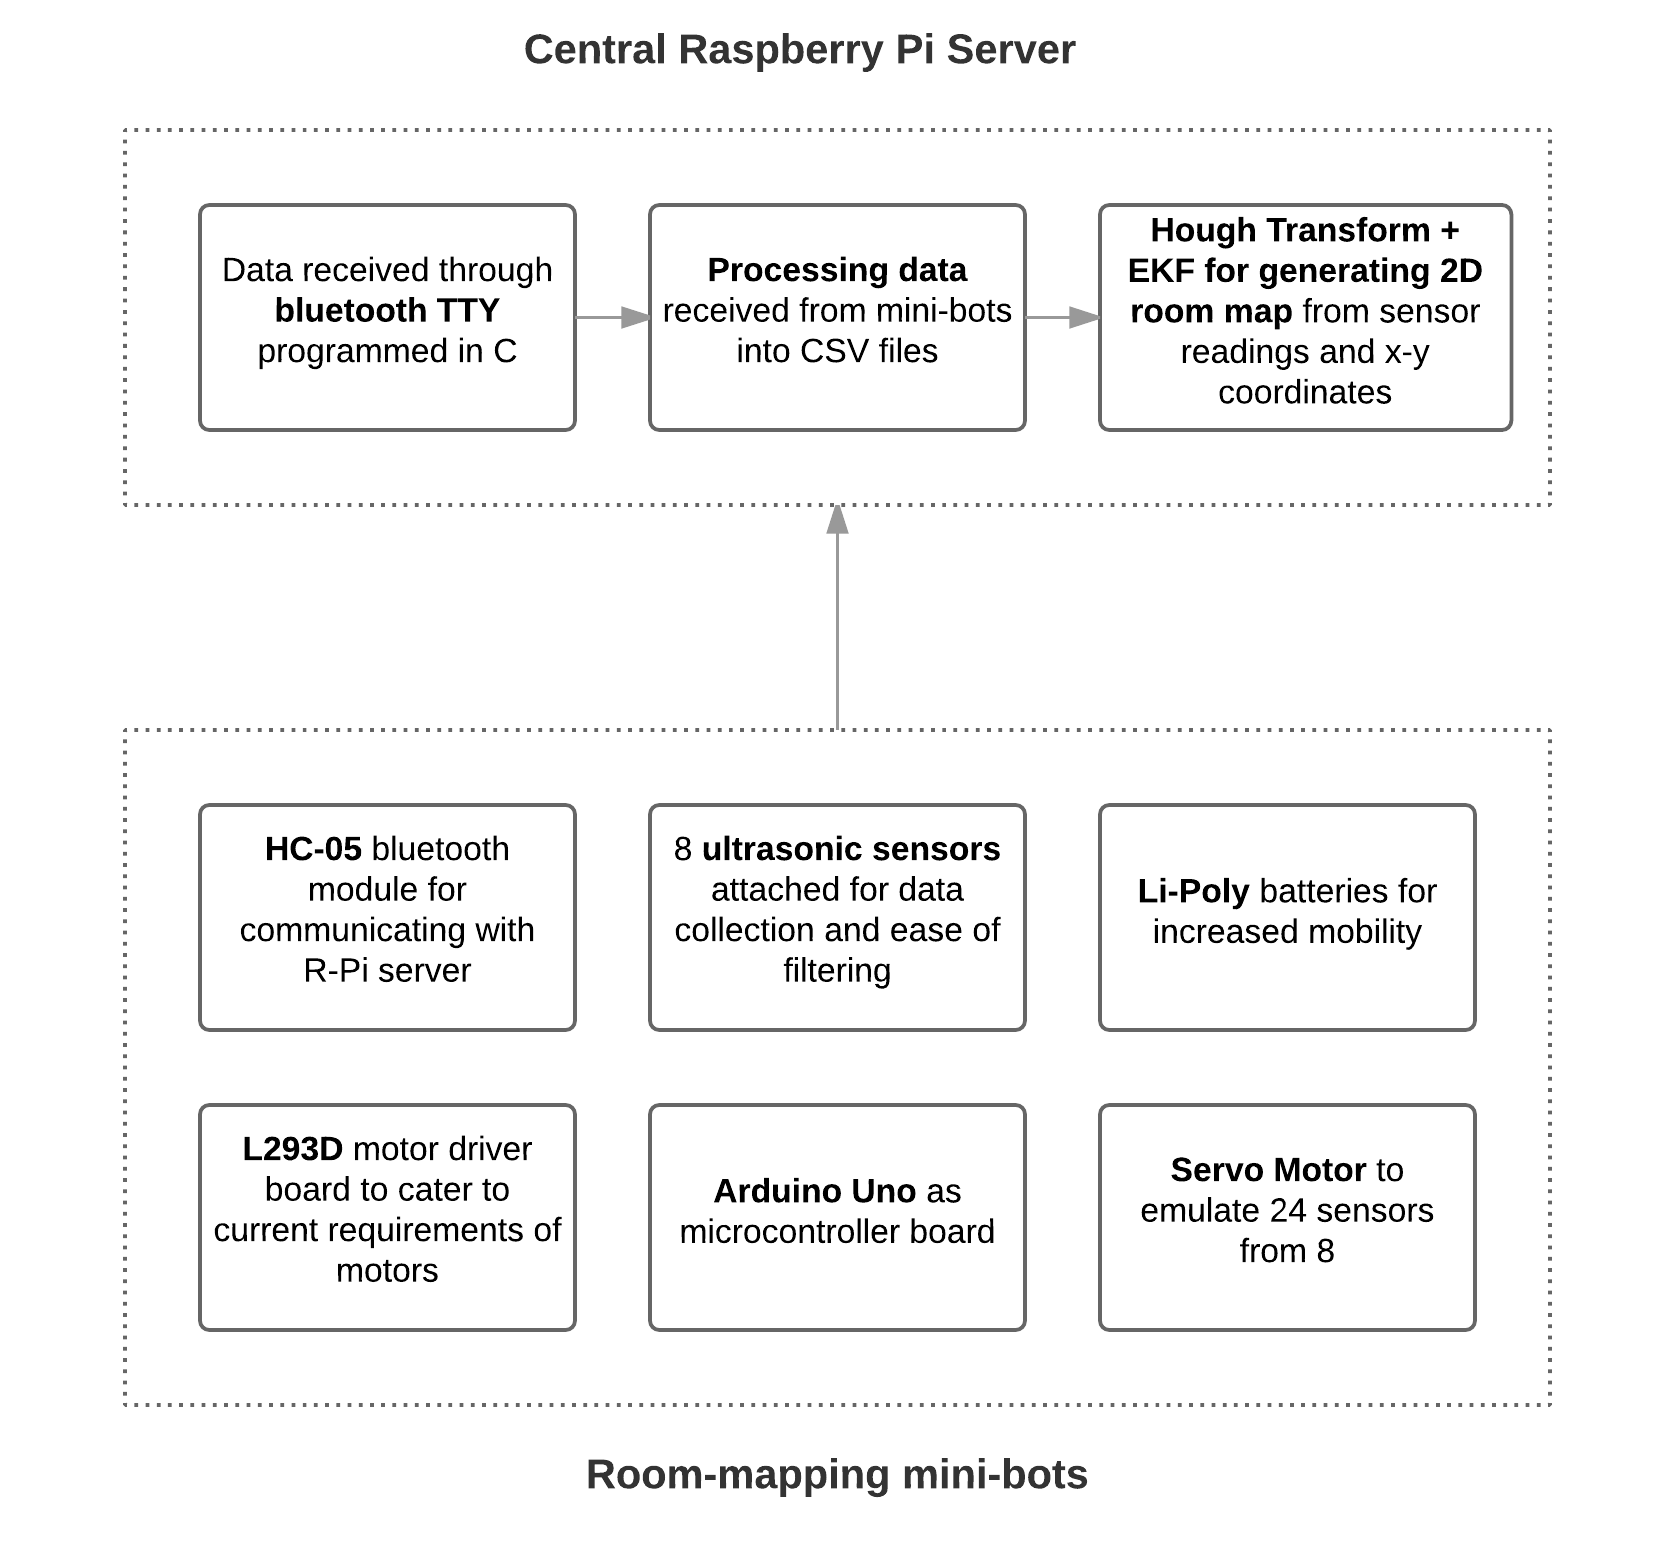 Central Raspberry Pi Server
Data received through
bluetooth TTY
programmed in C
Processing data
received from mini-bots
into CSV files
Hough Transform +
EKF for generating 2D
room map from sensor
readings and x-y
coordinates
HC-05 bluetooth
module for
communicating with
R-Pi server
8 ultrasonic sensors
attached for data
collection and ease of
filtering
Li-Poly batteries for
increased mobility
L293D motor driver
board to cater to
current requirements of
motors
Arduino Uno as
microcontroller board
Servo Motor to
emulate 24 sensors
from 8
Room-mapping mini-bots